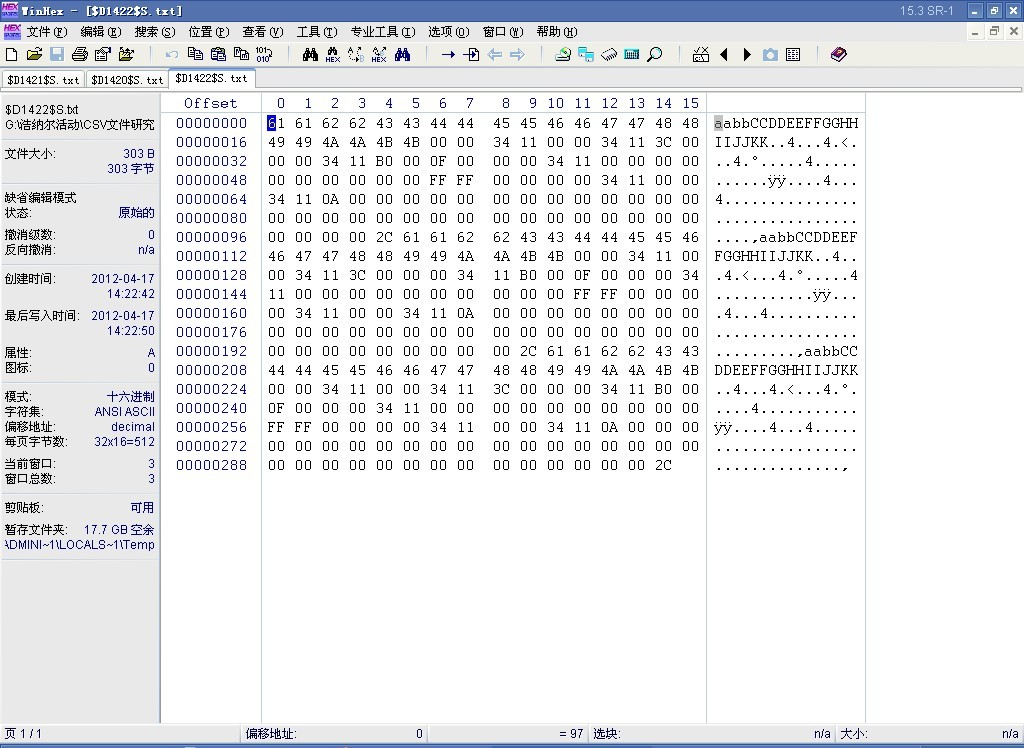 WinHex - [$D1422$S.txt] 15.3 SR-1
文件(F) 编辑(E) 搜索(S) 位置(P) 查看(V) 工具(T) 专业工具(I) 选项(O) 窗口(W) 帮助(H)
$D1421$S.txt $D1420$S.txt $D1422$S.txt
$D1422$S.txt
G:\浩纳尔活动\CSV文件研究
文件大小: 303 B
303 字节
缺省编辑模式
状态: 原始的
撤消级数: 0
反向撤消: n/a
创建时间: 2012-04-17
14:22:42
最后写入时间: 2012-04-17
14:22:50
属性: A
图标: 0
模式: 十六进制
字符集: ANSI ASCII
偏移地址: decimal
每页字节数: 32x16=512
当前窗口: 3
窗口总数: 3
剪贴板: 可用
暂存文件夹: 17.7 GB 空余
\DMINI~1\LOCALS~1\Temp
Offset 0 1 2 3 4 5 6 7 8 9 10 11 12 13 14 15
00000000 61 61 62 62 43 43 44 44 45 45 46 46 47 47 48 48 aabbCCDDEEFFGGHH
00000016 49 49 4A 4A 4B 4B 00 00 34 11 00 00 34 11 3C 00 IIJJKK..4...4.<.
00000032 00 00 34 11 B0 00 0F 00 00 00 34 11 00 00 00 00 ..4.°.....4.....
00000048 00 00 00 00 00 00 FF FF 00 00 00 00 34 11 00 00 ......ÿÿ....4...
00000064 34 11 0A 00 00 00 00 00 00 00 00 00 00 00 00 00 4...............
00000080 00 00 00 00 00 00 00 00 00 00 00 00 00 00 00 00 ................
00000096 00 00 00 00 2C 61 61 62 62 43 43 44 44 45 45 46 ....,aabbCCDDEEF
00000112 46 47 47 48 48 49 49 4A 4A 4B 4B 00 00 34 11 00 FGGHHIIJJKK..4..
00000128 00 34 11 3C 00 00 00 34 11 B0 00 0F 00 00 00 34 .4.<...4.°.....4
00000144 11 00 00 00 00 00 00 00 00 00 00 FF FF 00 00 00 ...........ÿÿ...
00000160 00 34 11 00 00 34 11 0A 00 00 00 00 00 00 00 00 .4...4..........
00000176 00 00 00 00 00 00 00 00 00 00 00 00 00 00 00 00 ................
00000192 00 00 00 00 00 00 00 00 00 2C 61 61 62 62 43 43 .........,aabbCC
00000208 44 44 45 45 46 46 47 47 48 48 49 49 4A 4A 4B 4B DDEEFFGGHHIIJJKK
00000224 00 00 34 11 00 00 34 11 3C 00 00 00 34 11 B0 00 ..4...4.<...4.°.
00000240 0F 00 00 00 34 11 00 00 00 00 00 00 00 00 00 00 ....4...........
00000256 FF FF 00 00 00 00 34 11 00 00 34 11 0A 00 00 00 ÿÿ....4...4.....
00000272 00 00 00 00 00 00 00 00 00 00 00 00 00 00 00 00 ................
00000288 00 00 00 00 00 00 00 00 00 00 00 00 00 00 2C ..............,
页 1 / 1 偏移地址: 0 = 97 选块: n/a 大小: n/a